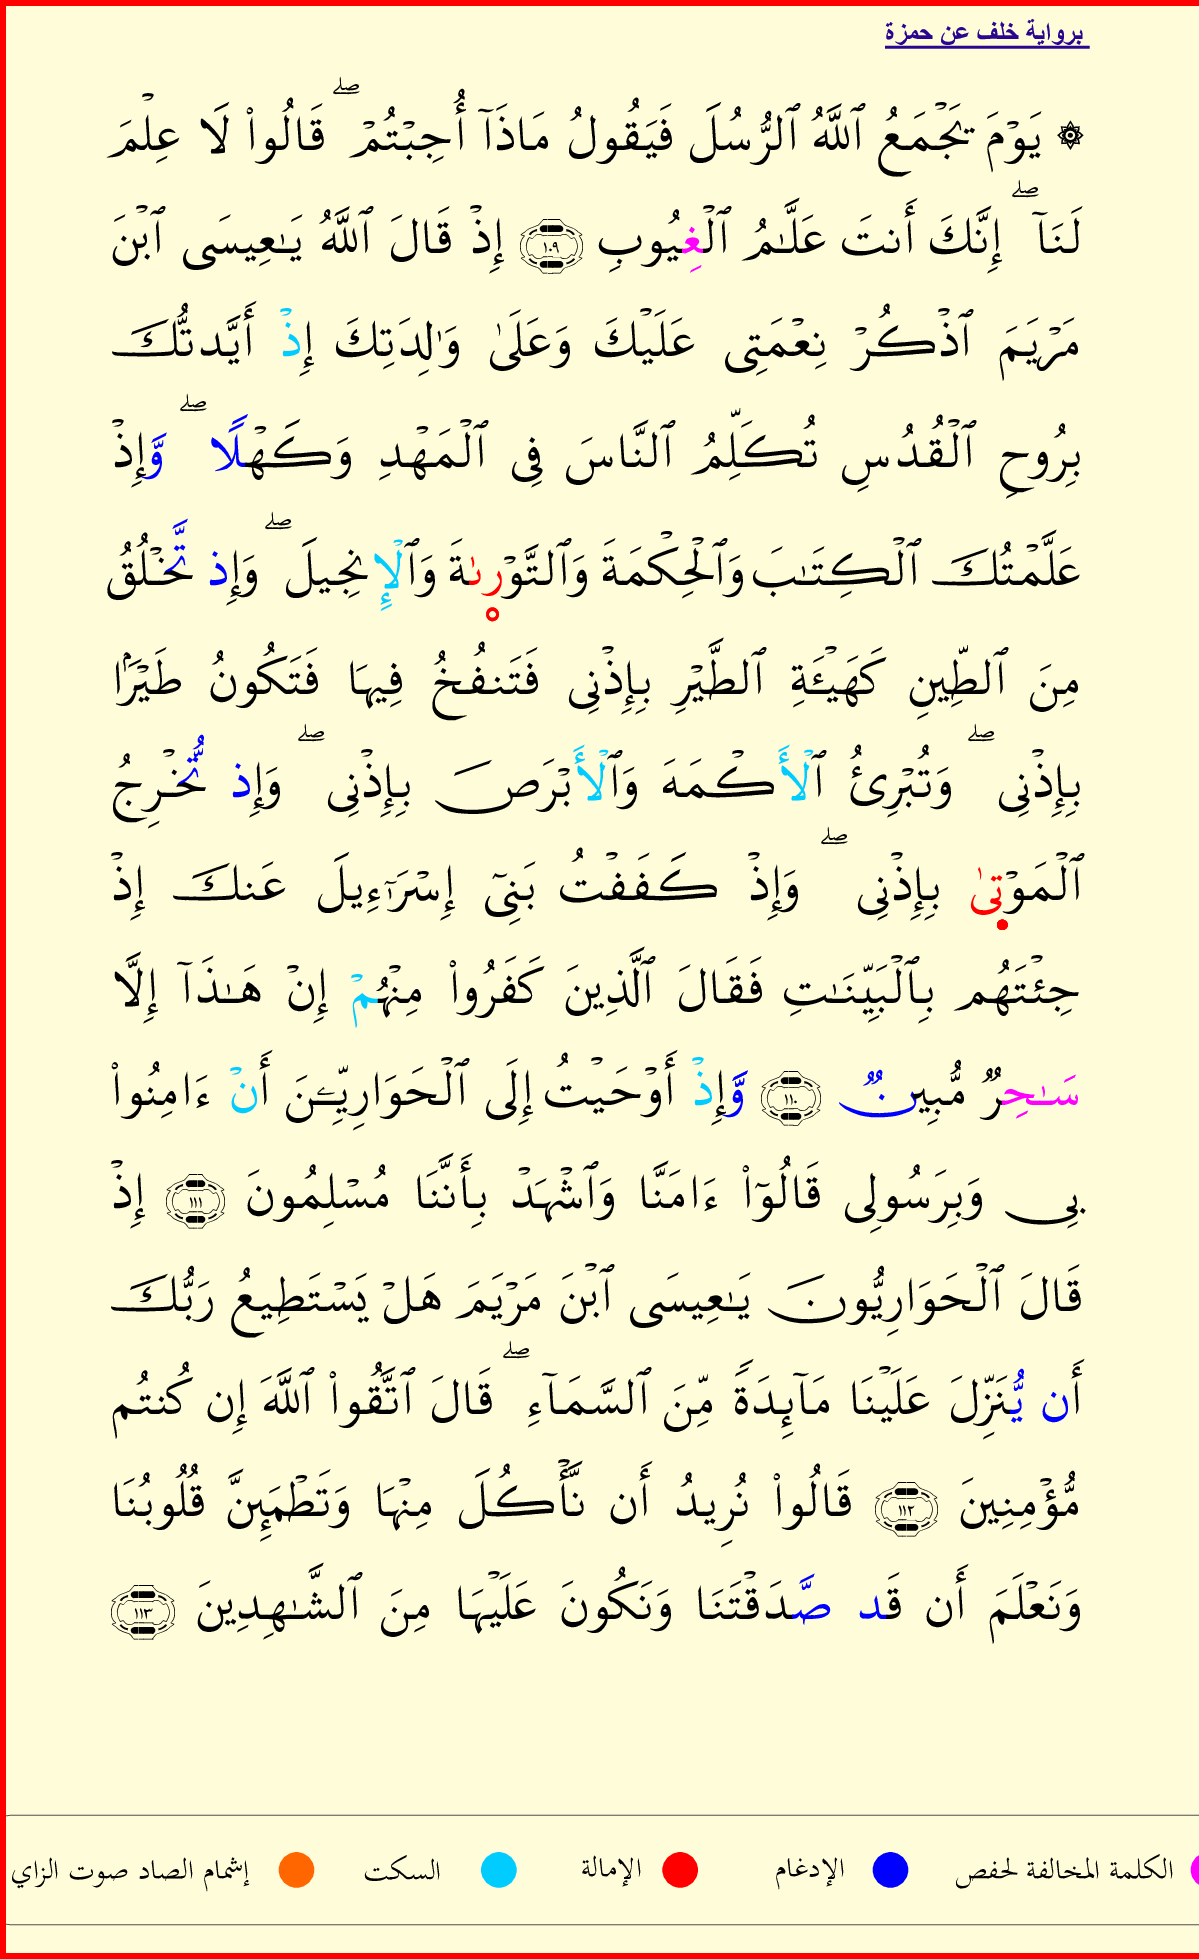 برواية خلف عن حمزة
۞ يَوْمَ يَجْمَعُ ٱللَّهُ ٱلرُّسُلَ فَيَقُولُ مَاذَآ أُجِبْتُمْ ۖ قَالُوا۟ لَا عِلْمَ
لَنَآ ۖ إِنَّكَ أَنتَ عَلَّـٰمُ ٱلْغِيُوبِ ١٠٩ إِذْ قَالَ ٱللَّهُ يَـٰعِيسَى ٱبْنَ
مَرْيَمَ ٱذْكُرْ نِعْمَتِى عَلَيْكَ وَعَلَىٰ وَٰلِدَتِكَ إِذْ أَيَّدتُّكَ
بِرُوحِ ٱلْقُدُسِ تُكَلِّمُ ٱلنَّاسَ فِى ٱلْمَهْدِ وَكَهْلًا ۖ وَّإِذْ
عَلَّمْتُكَ ٱلْكِتَـٰبَ وَٱلْحِكْمَةَ وَٱلتَّوْرىٰةَ وَٱلْإِنجِيلَ ۖ وَإِذ تَّخْلُقُ
مِنَ ٱلطِّينِ كَهَيْـَٔةِ ٱلطَّيْرِ بِإِذْنِى فَتَنفُخُ فِيهَا فَتَكُونُ طَيْرًۢا
بِإِذْنِى ۖ وَتُبْرِئُ ٱلْأَكْمَهَ وَٱلْأَبْرَصَ بِإِذْنِى ۖ وَإِذ تُّخْرِجُ
ٱلْمَوْتِىٰ بِإِذْنِى ۖ وَإِذْ كَفَفْتُ بَنِىٓ إِسْرَٰٓءِيلَ عَنكَ إِذْ
جِئْتَهُم بِٱلْبَيِّنَـٰتِ فَقَالَ ٱلَّذِينَ كَفَرُوا۟ مِنْهُمْ إِنْ هَـٰذَآ إِلَّا
سَـٰحِرٌ مُّبِينٌ ١١٠ وَّإِذْ أَوْحَيْتُ إِلَى ٱلْحَوَارِيِّـۧنَ أَنْ ءَامِنُوا۟
بِى وَبِرَسُولِى قَالُوٓا۟ ءَامَنَّا وَٱشْهَدْ بِأَنَّنَا مُسْلِمُونَ ١١١ إِذْ
قَالَ ٱلْحَوَارِيُّونَ يَـٰعِيسَى ٱبْنَ مَرْيَمَ هَلْ يَسْتَطِيعُ رَبُّكَ
أَن يُّنَزِّلَ عَلَيْنَا مَآئِدَةً مِّنَ ٱلسَّمَآءِ ۖ قَالَ ٱتَّقُوا۟ ٱللَّهَ إِن كُنتُم
مُّؤْمِنِينَ ١١٢ قَالُوا۟ نُرِيدُ أَن نَّأْكُلَ مِنْهَا وَتَطْمَئِنَّ قُلُوبُنَا
وَنَعْلَمَ أَن قَد صَّدَقْتَنَا وَنَكُونَ عَلَيْهَا مِنَ ٱلشَّـٰهِدِينَ ١١٣
الكلمة المخالفة لحفص الإدغام الإمالة السكت إشمام الصاد صوت الزاي